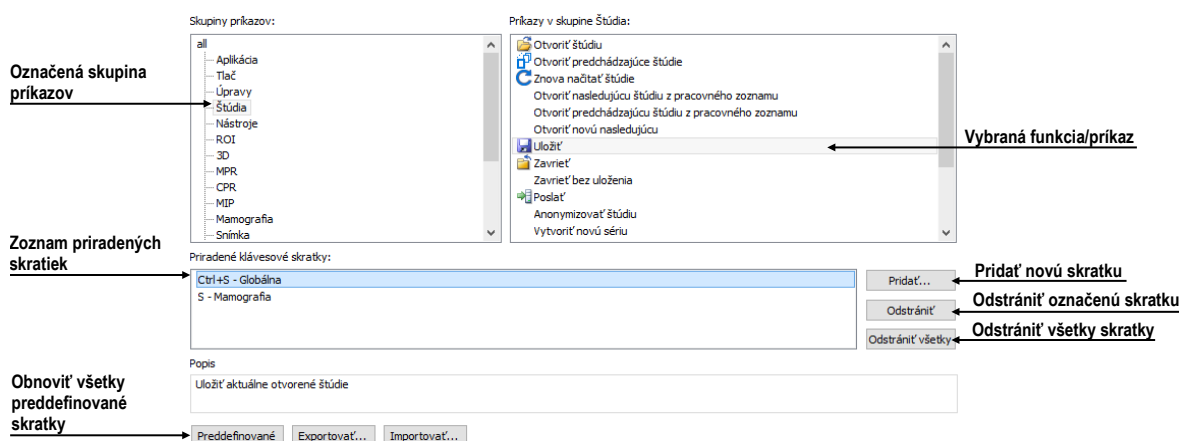 Skupiny príkazov:
Príkazy v skupine Štúdia:
Označená skupina
príkazov
all
Aplikácia
Tlač
Úpravy
Štúdia
Nástroje
ROI
3D
MPR
CPR
MIP
Mamografia
Snímka
Otvoriť štúdiu
Otvoriť predchádzajúce štúdie
Znova načítať štúdie
Otvoriť nasledujúcu štúdiu z pracovného zoznamu
Otvoriť predchádzajúcu štúdiu z pracovného zoznamu
Otvoriť novú nasledujúcu
Uložiť
Zavrieť
Zavrieť bez uloženia
Poslať
Anonymizovať štúdiu
Vytvoriť novú sériu
Vybraná funkcia/príkaz
Zoznam priradených
skratiek
Priradené klávesové skratky:
Ctrl+S - Globálna
S - Mamografia
Pridať...
Odstrániť
Odstrániť všetky
Pridať novú skratku
Odstrániť označenú skratku
Odstrániť všetky skratky
Popis
Uložiť aktuálne otvorené štúdie
Obnoviť všetky
preddefinované
skratky
Preddefinované
Exportovať...
Importovať...